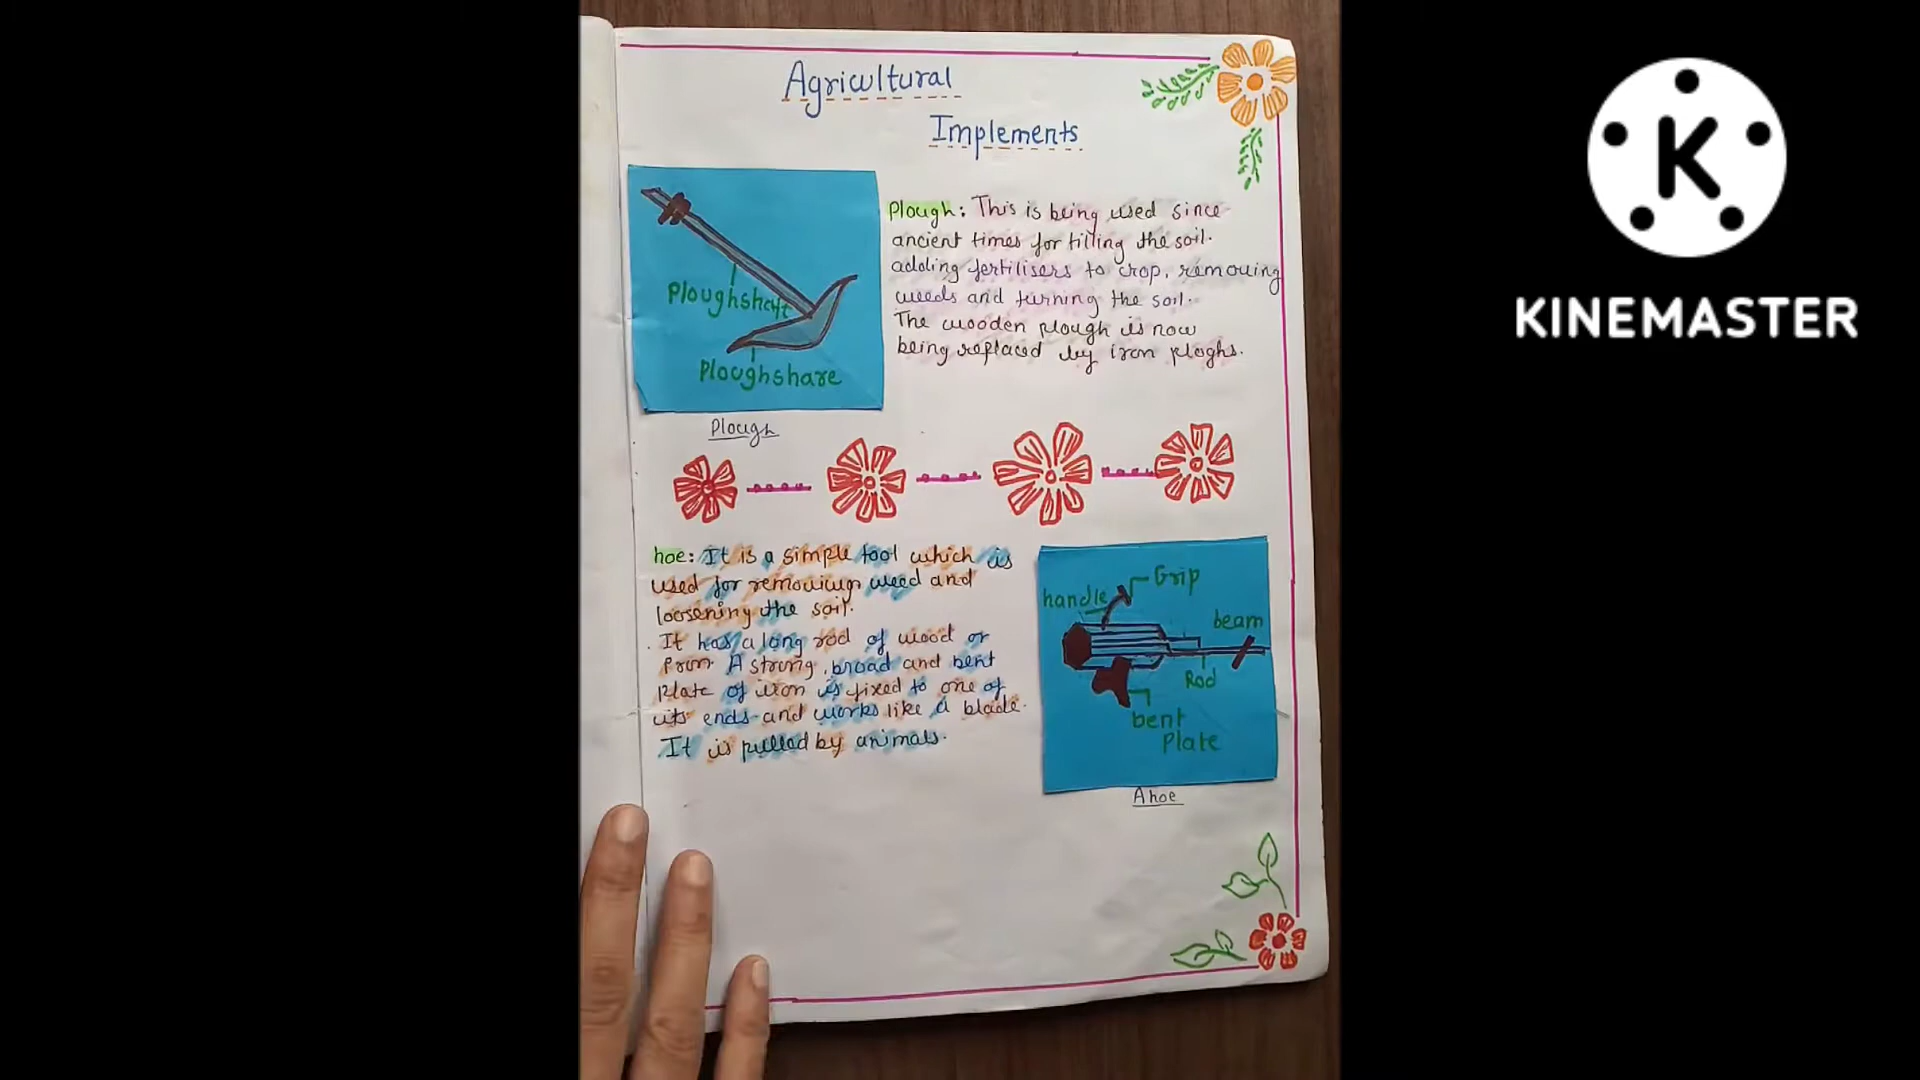 Agricultural
Implements
Plough: This is being used since
ancient times for tilling the soil.
adding fertilisers to crop, removing
weeds and turning the soil.
The wooden plough is now
being replaced by iron ploghs.
Ploughshaft
Ploughshare
Plough
hoe: It is a simple tool which is
used for removing weed and
loosening the soil.
It has a long rod of wood or
Pron. A strong, broad and bent
Plate of iron is fixed to one of
its ends and works like a blade.
It is pulled by animals.
Grip
handle
beam
Rod
bent
Plate
A hoe
K
KINEMASTER